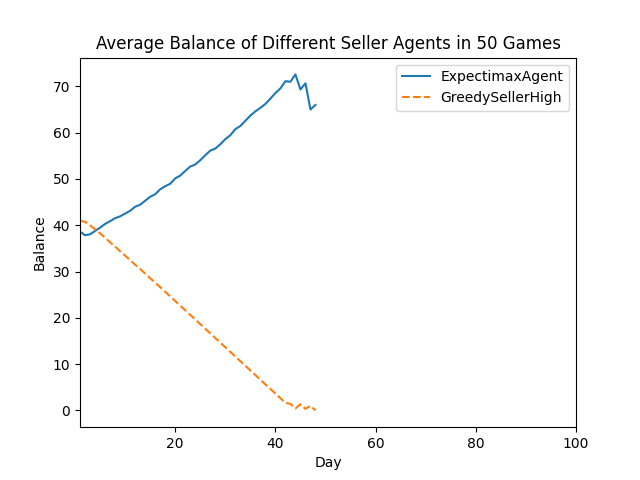 Average Balance of Different Seller Agents in 50 Games
ExpectimaxAgent
GreedySellerHigh
Balance
70
60
50
40
30
20
10
0
20 40 60 80 100
Day